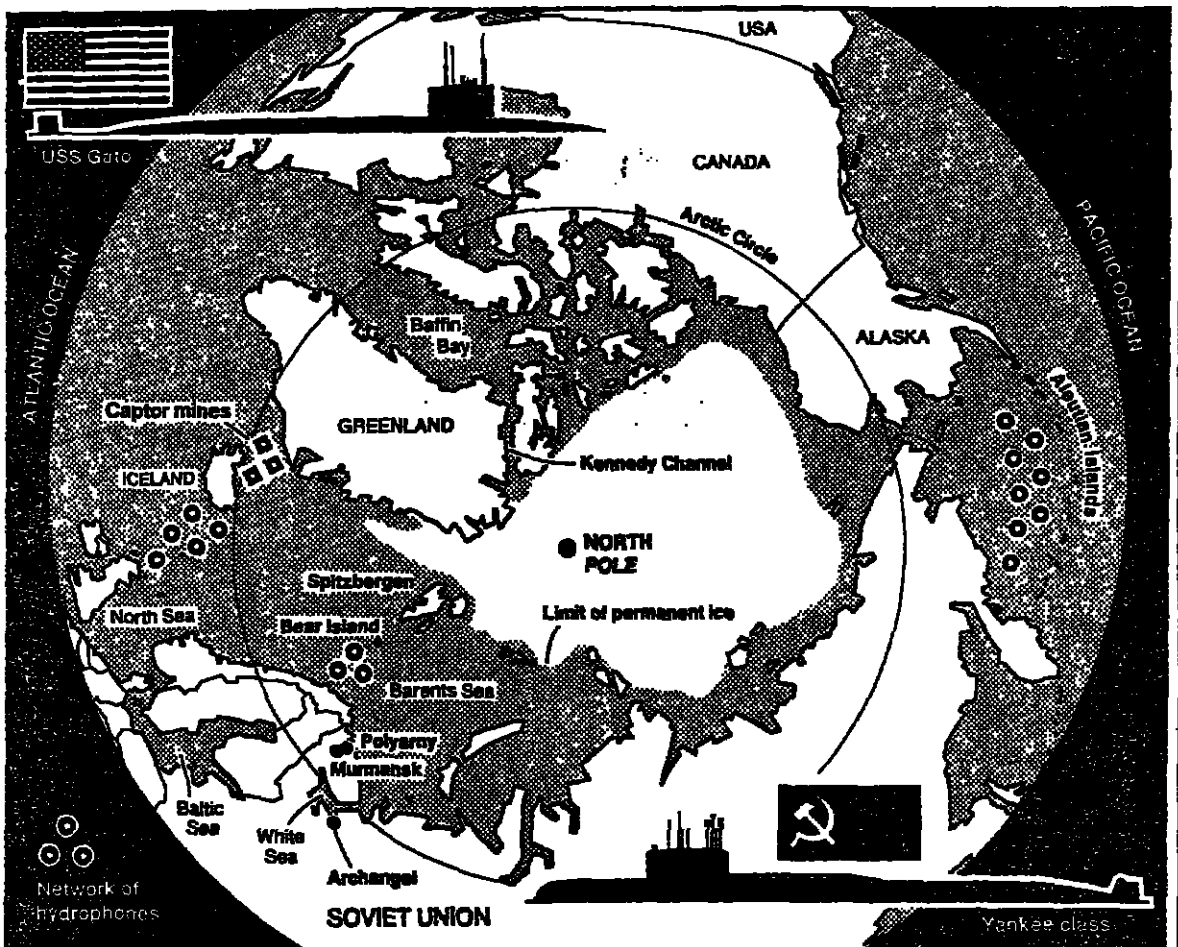 USA
USS Gato
CANADA
ATLANTIC OCEAN
PACIFIC OCEAN
Arctic Circle
Baffin
Bay
ALASKA
Aleutian Islands
Captor mines
GREENLAND
Kennedy Channel
ICELAND
NORTH
POLE
Spitzbergen
North Sea
Bear Island
Limit of permanent ice
Barents Sea
Polyarny
Murmansk
Baltic
Sea
White
Sea
Archangel
Network of
hydrophones
SOVIET UNION
Yankee class